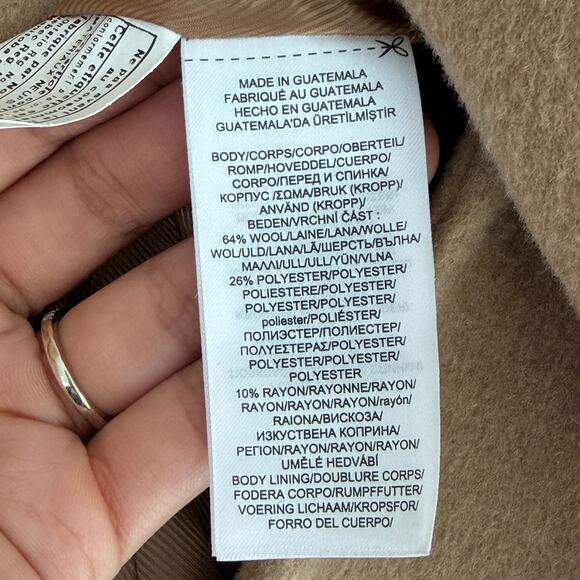 Ne pas
Cette étiq
conformément
MADE IN GUATEMALA
FABRIQUÉ AU GUATEMALA
HECHO EN GUATEMALA
GUATEMALA'DA ÜRETİLMİŞTİR
BODY/CORPS/CORPO/OBERTEIL/
ROMP/HOVEDDEL/CUERPO/
CORPO/ПЕРЕД И СПИНКА/
КОРПУС /ΣΩΜΑ/BRUK (KROPP)/
ANVÄND (KROPP)/
BEDEN/VRCHNÍ ČÁST :
64% WOOL/LAINE/LANA/WOLLE/
WOL/ULD/LANA/LÃ/ШЕРСТЬ/ВЪЛНА/
ΜΑΛΛΙ/ULL/ULL/YÜN/VLNA
26% POLYESTER/POLYESTER/
POLIESTERE/POLYESTER/
POLYESTER/POLYESTER/
poliester/POLIÉSTER/
ПОЛИЭСТЕР/ПОЛИЕСТЕР/
ΠΟΛΥΕΣΤΕΡΑΣ/POLYESTER/
POLYESTER/POLYESTER/
POLYESTER
10% RAYON/RAYONNE/RAYON/
RAYON/RAYON/RAYON/rayón/
RAIONA/ВИСКОЗА/
ИЗКУСТВЕНА КОПРИНА/
ΡΕΓΙΟΝ/RAYON/RAYON/RAYON/
UMĚLÉ HEDVÁBÍ
BODY LINING/DOUBLURE CORPS/
FODERA CORPO/RUMPFFUTTER/
VOERING LICHAAM/KROPSFOR/
FORRO DEL CUERPO/